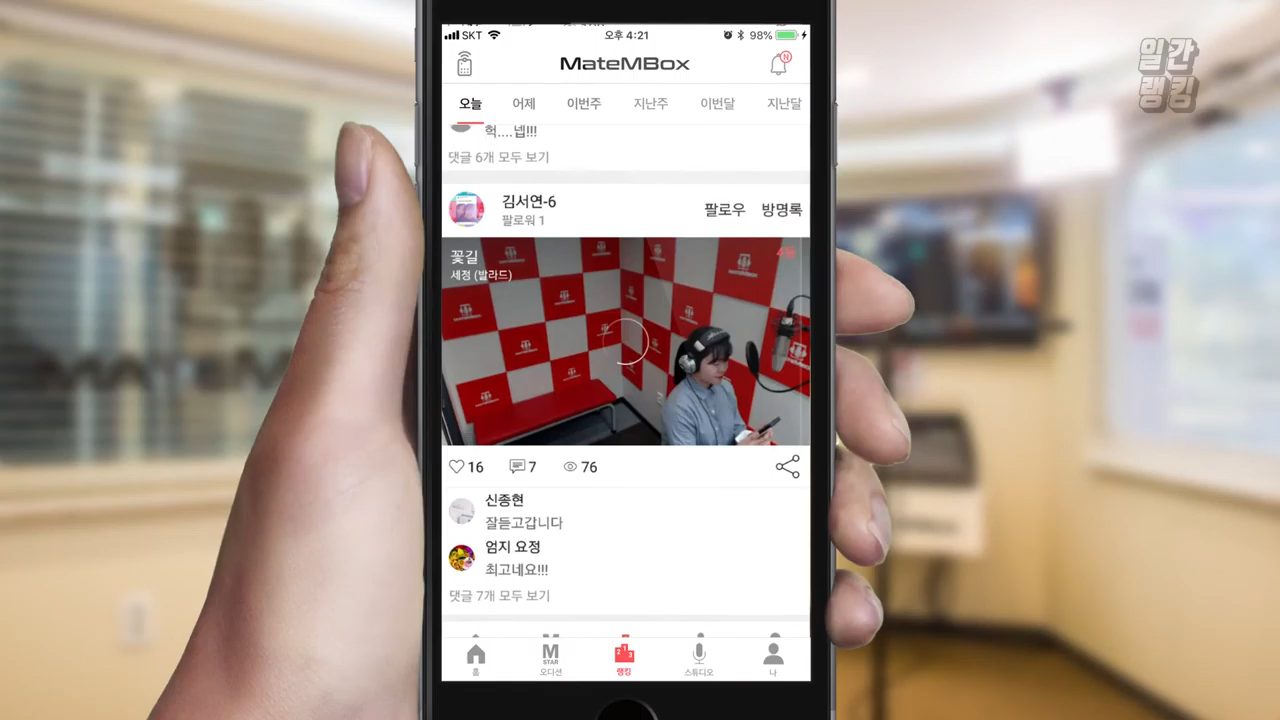 일간
랭킹
SKT 오후 4:21 98%
MateMBox N
오늘 어제 이번주 지난주 이번달 지난달
헉....넵!!!
댓글 6개 모두 보기
김서연-6
팔로워 1
팔로우 방명록
꽃길
세정 (발라드)
16 7 76
신종현
잘듣고갑니다
엄지 요정
최고네요!!!
댓글 7개 모두 보기
M
STAR
2 1 3
홈 오디션 랭킹 스튜디오 나